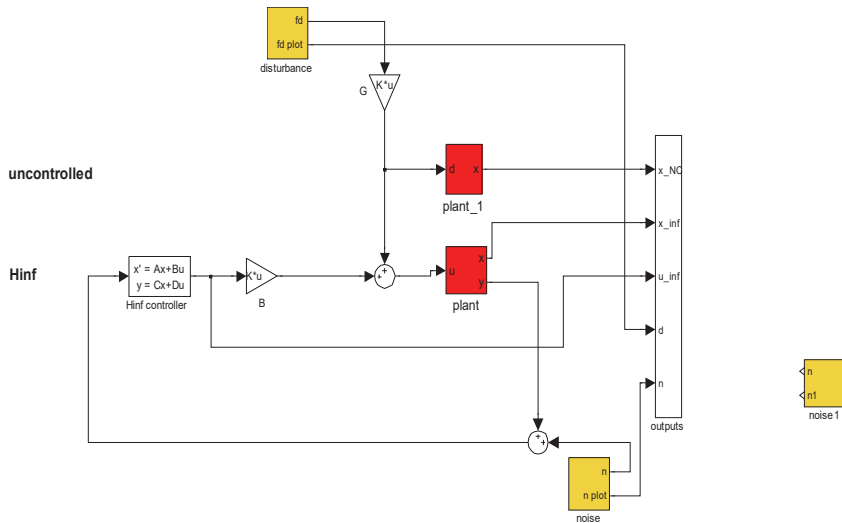 fd
fd plot
disturbance
K*u
G
uncontrolled
d x
plant_1
x_NC
x_inf
u_inf
d
n
outputs
Hinf
x' = Ax+Bu
y = Cx+Du
Hinf controller
K*u
B
+
+
u
x
y
plant
n
n1
noise1
+
+
n
n plot
noise